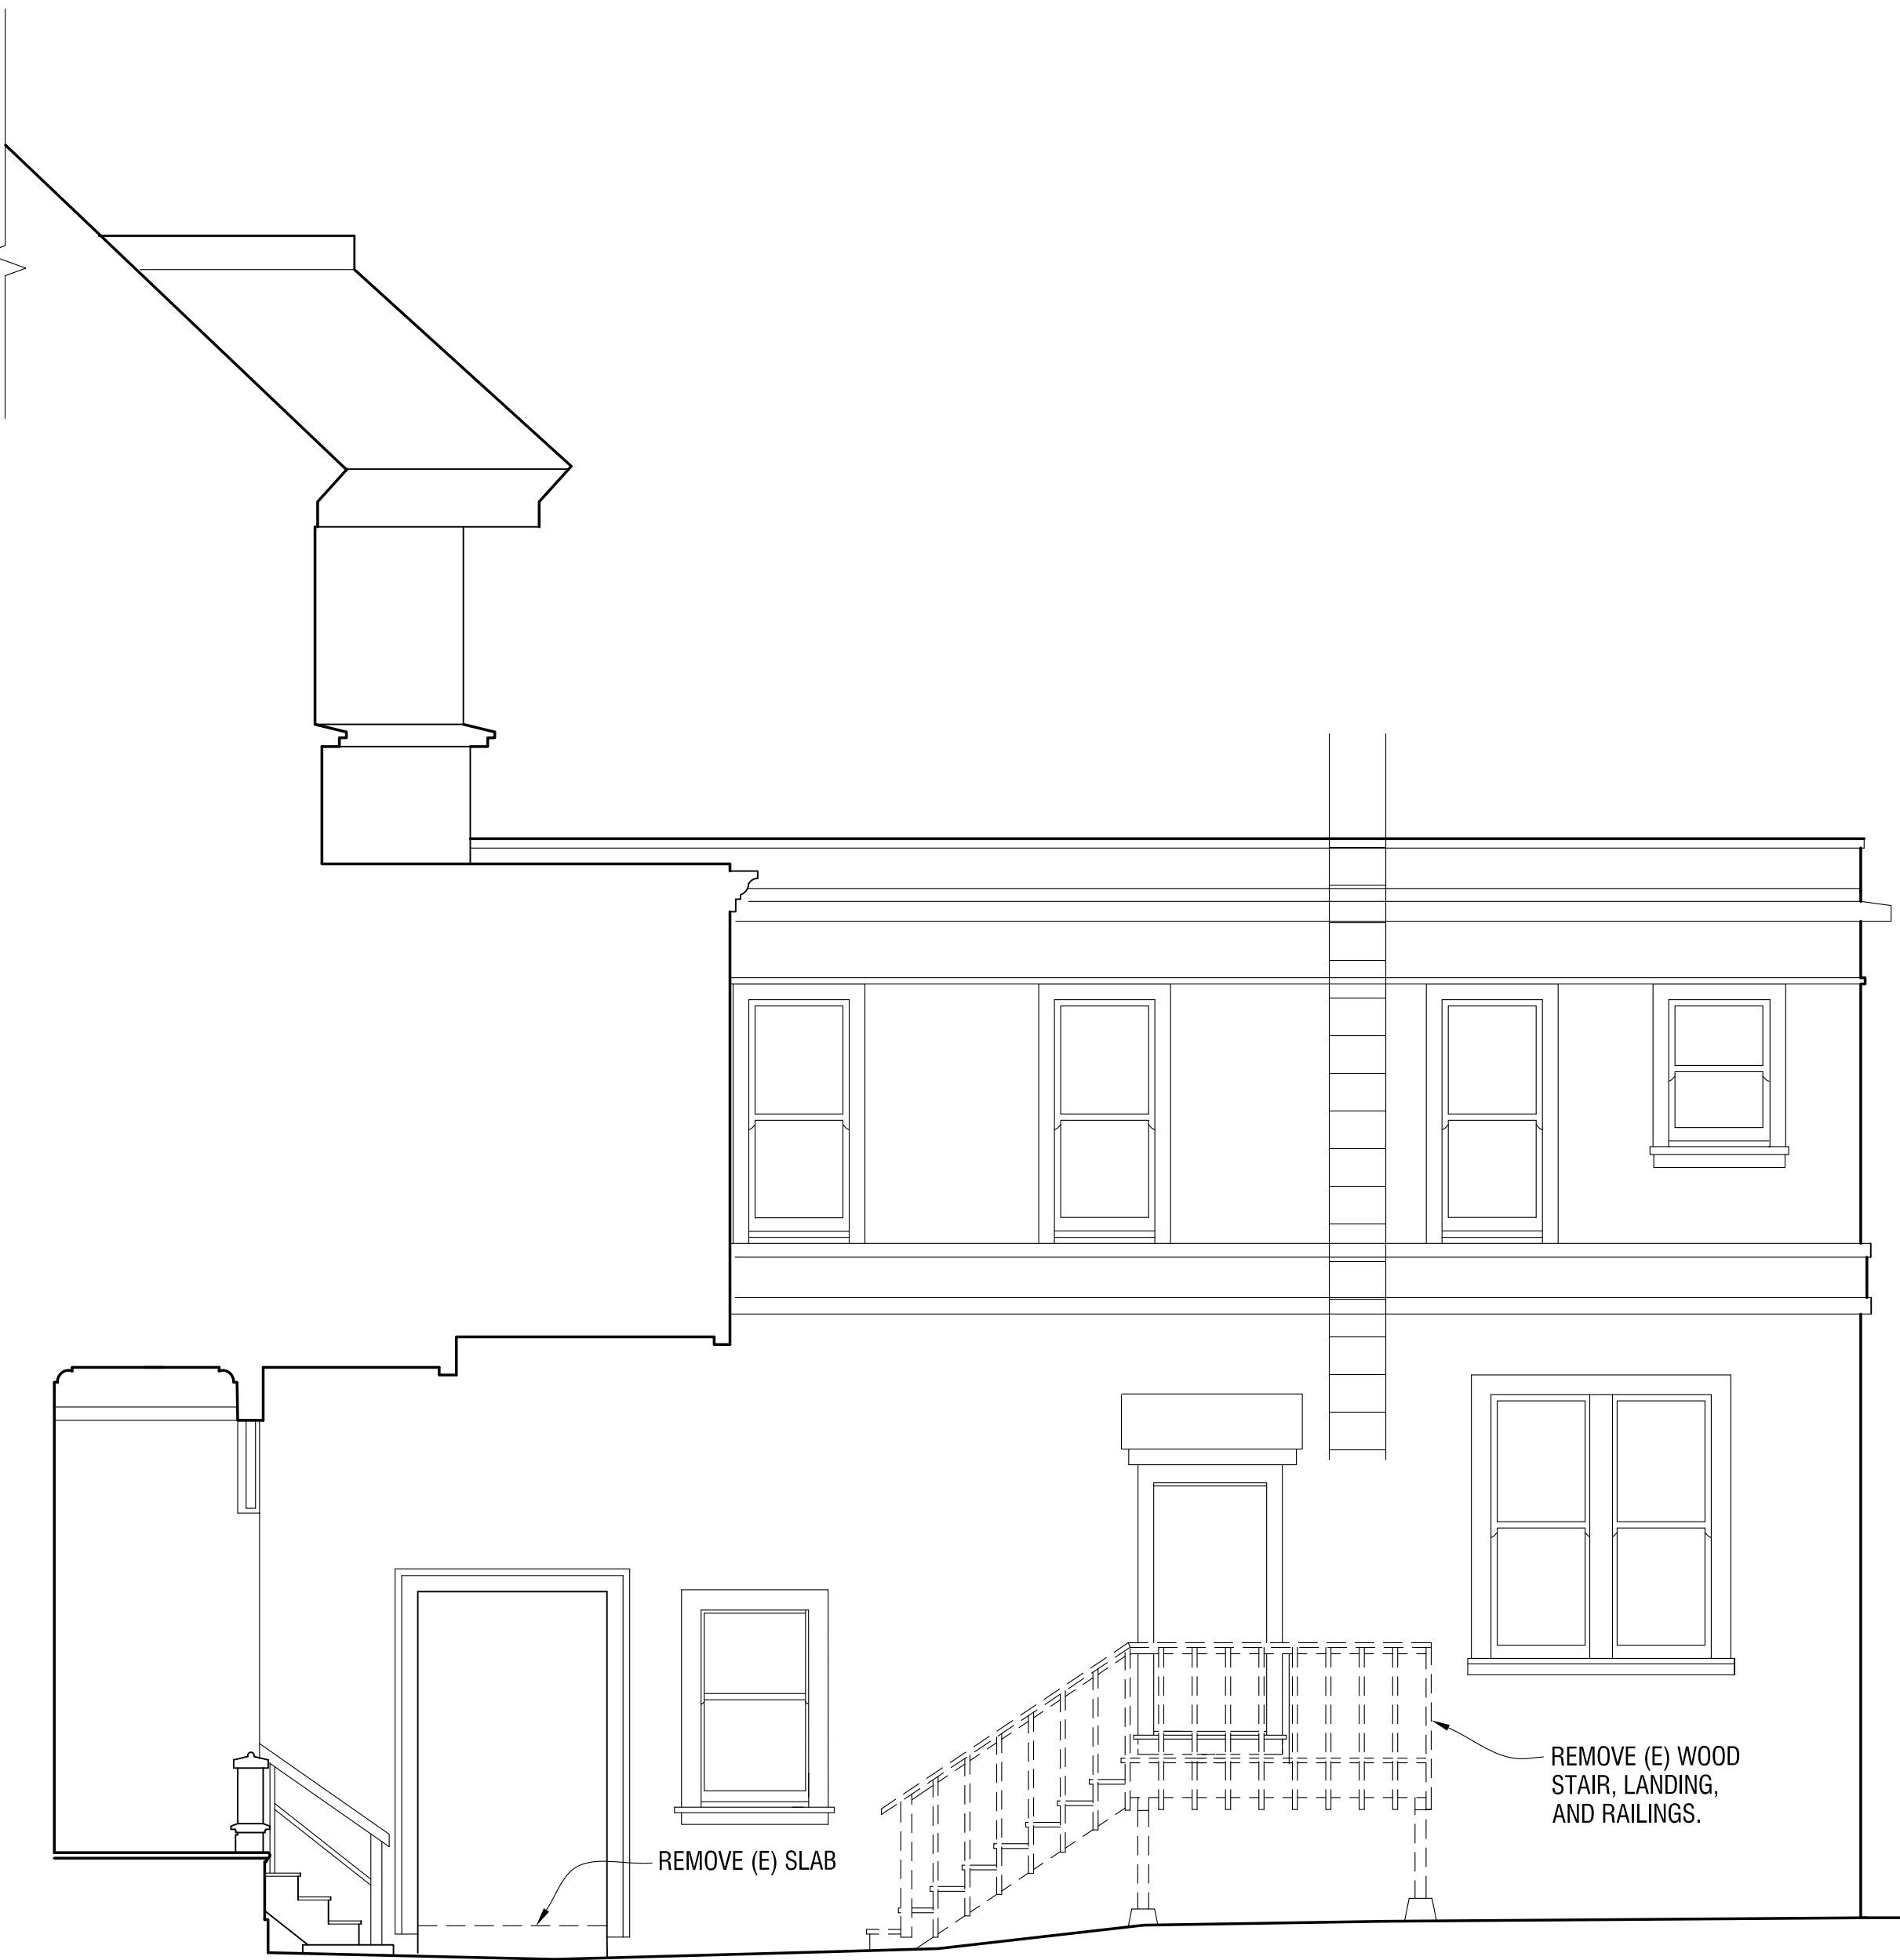 REMOVE (E) WOOD
STAIR, LANDING,
AND RAILINGS.
REMOVE (E) SLAB